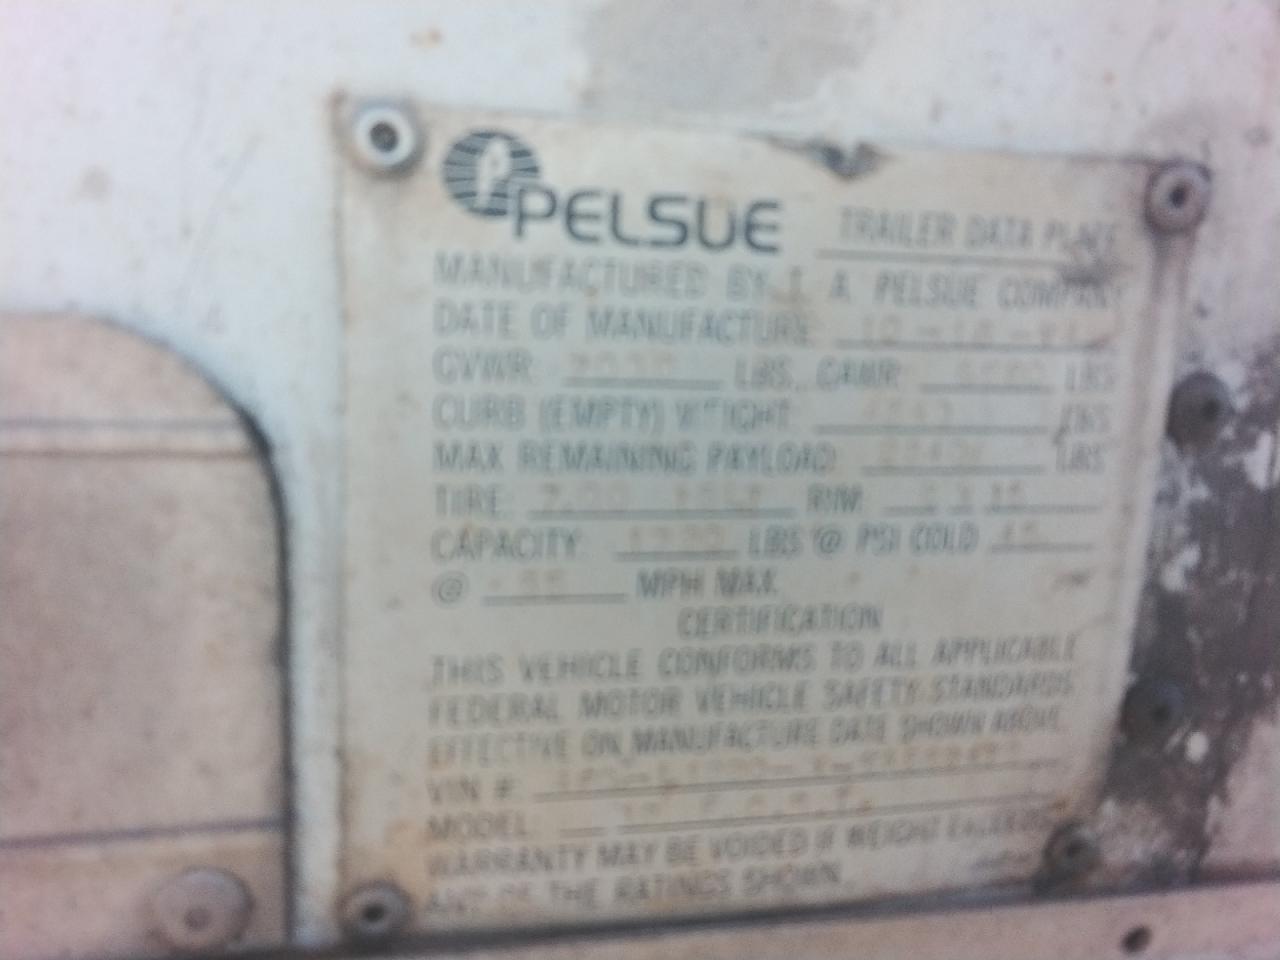 PELSUE TRAILER DATA PLATE
MANUFACTURED BY T. A. PELSUE COMPANY
DATE OF MANUFACTURE:
GVWR: LBS. GAWR: LBS
CURB (EMPTY) WEIGHT: LBS
MAX REMAINING PAYLOAD: LBS
TIRE: 7.00 RIM:
CAPACITY: LBS @ PSI COLD
@ 55 MPH MAX
CERTIFICATION
THIS VEHICLE CONFORMS TO ALL APPLICABLE
FEDERAL MOTOR VEHICLE SAFETY STANDARDS
EFFECTIVE ON MANUFACTURE DATE SHOWN ABOVE.
VIN #:
MODEL:
WARRANTY MAY BE VOIDED IF WEIGHT EXCEEDS
ANY OF THE RATINGS SHOWN.